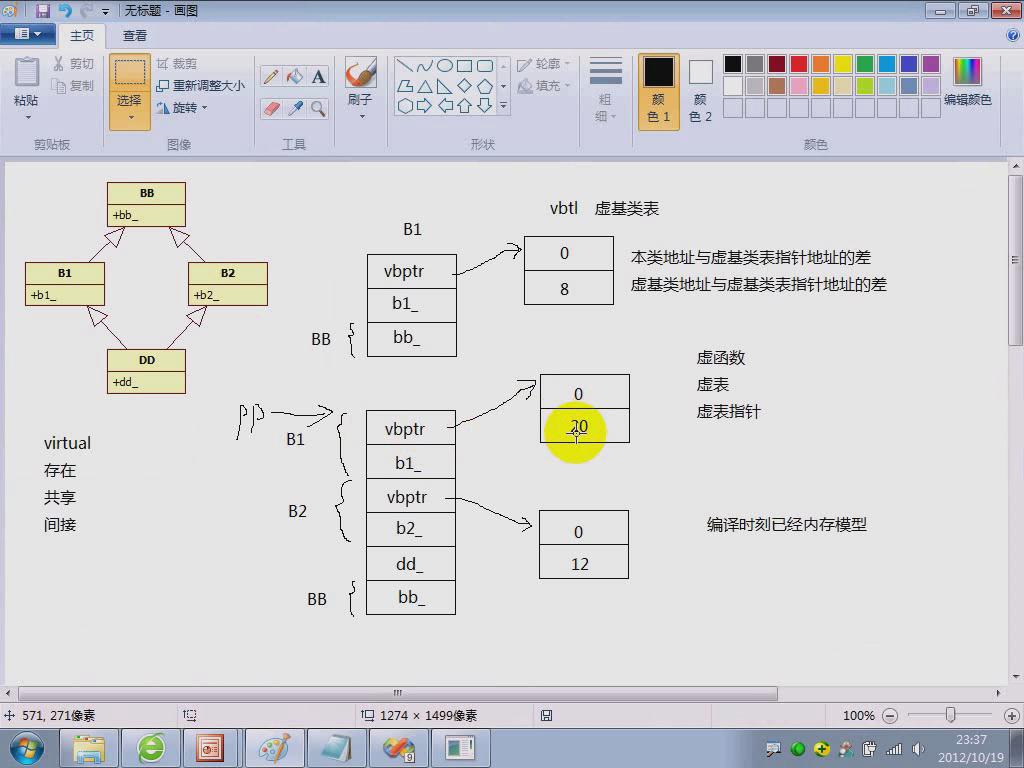 无标题 - 画图
主页
查看
粘贴
剪切
复制
剪贴板
选择
裁剪
重新调整大小
旋转
图像
A
工具
刷子
轮廓
填充
形状
粗细
颜色 1
颜色 2
编辑颜色
颜色
BB
+bb_
B1
+b1_
B2
+b2_
DD
+dd_
virtual
存在
共享
间接
B1
vbptr
b1_
BB
bb_
vbtl 虚基类表
0
8
本类地址与虚基类表指针地址的差
虚基类地址与虚基类表指针地址的差
pp
B1
vbptr
b1_
B2
vbptr
b2_
dd_
BB
bb_
0
20
0
12
虚函数
虚表
虚表指针
编译时刻已经内存模型
571, 271像素
1274 × 1499像素
100%
9
23:37
2012/10/19